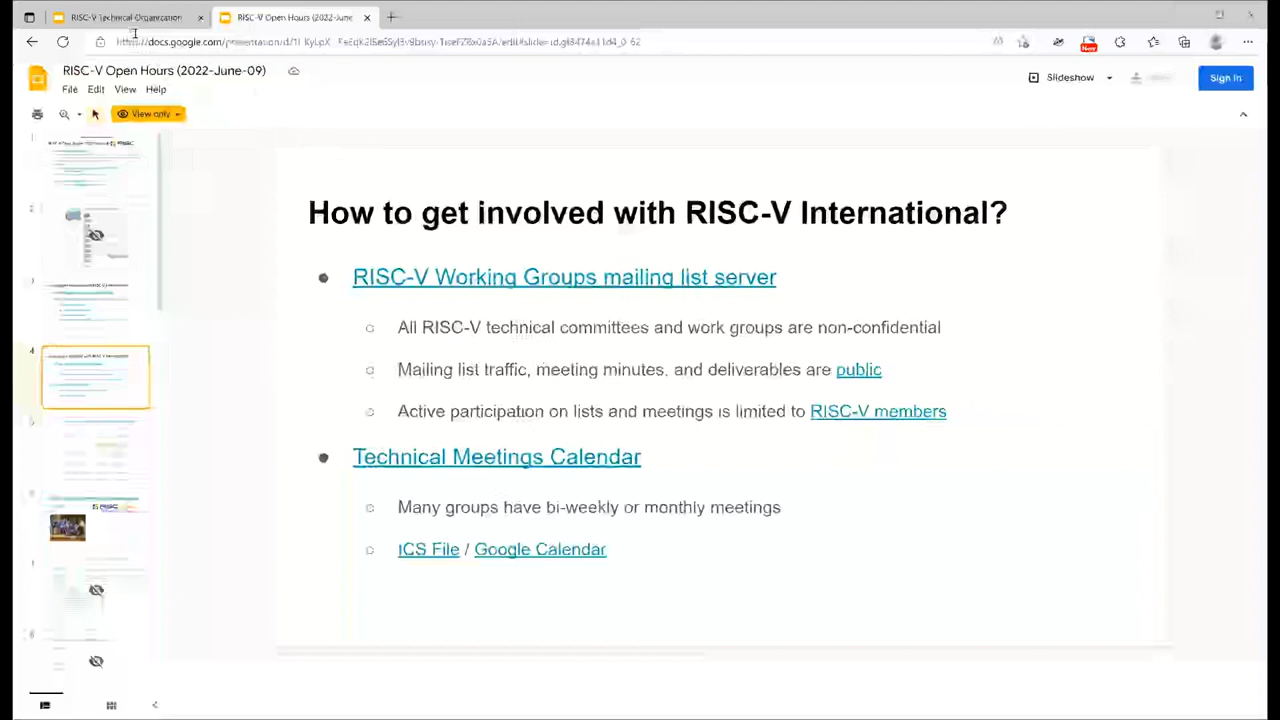 RISC-V Technical Organization
RISC-V Open Hours (2022-June
RISC-V Open Hours (2022-June-09)
File Edit View Help
Slideshow
Sign In
View only
How to get involved with RISC-V International?
RISC-V Working Groups mailing list server
All RISC-V technical committees and work groups are non-confidential
Mailing list traffic, meeting minutes, and deliverables are public
Active participation on lists and meetings is limited to RISC-V members
4
Technical Meetings Calendar
Many groups have bi-weekly or monthly meetings
ICS File / Google Calendar